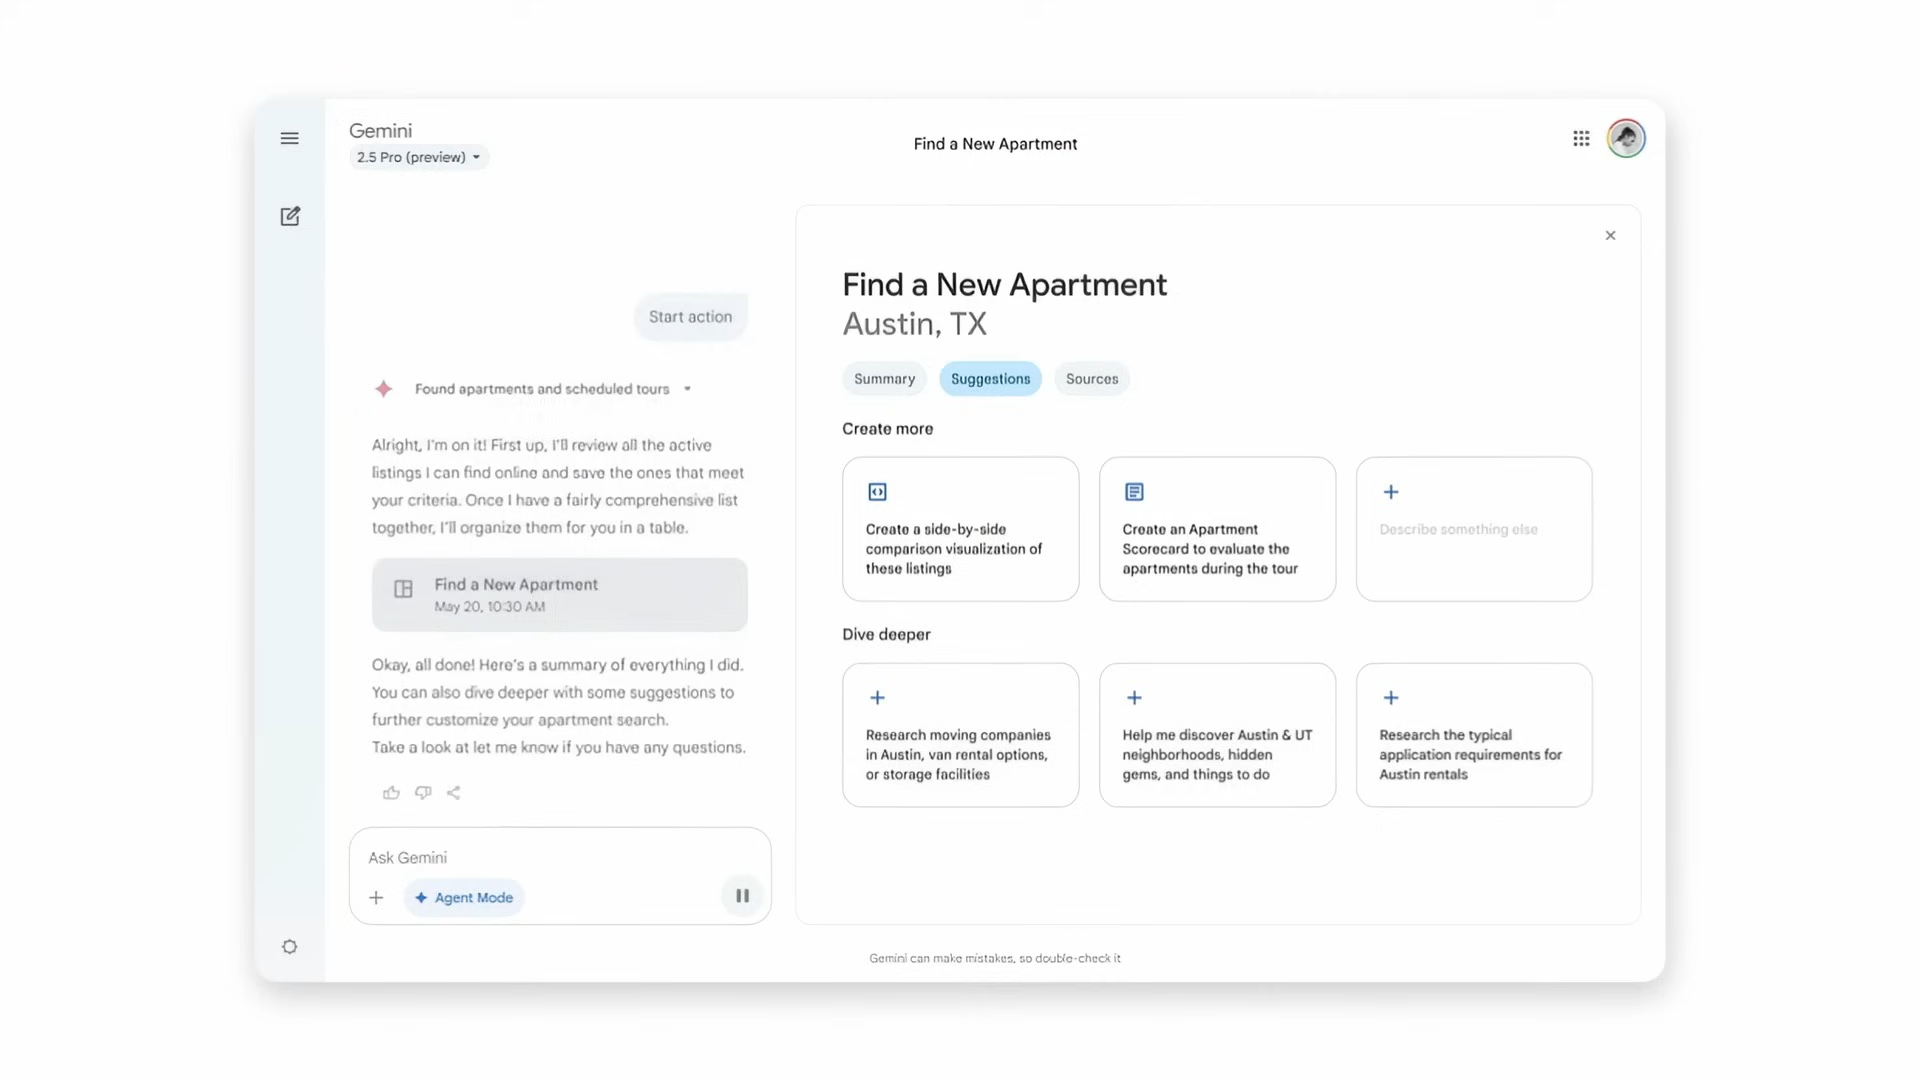 Gemini
2.5 Pro (preview)
Find a New Apartment
Start action
Found apartments and scheduled tours
Alright, I'm on it! First up, I'll review all the active
listings I can find online and save the ones that meet
your criteria. Once I have a fairly comprehensive list
together, I'll organize them for you in a table.
Find a New Apartment
May 20, 10:30 AM
Okay, all done! Here's a summary of everything I did.
You can also dive deeper with some suggestions to
further customize your apartment search.
Take a look at let me know if you have any questions.
Ask Gemini
Agent Mode
Find a New Apartment
Austin, TX
Summary
Suggestions
Sources
Create more
Create a side-by-side
comparison visualization of
these listings
Create an Apartment
Scorecard to evaluate the
apartments during the tour
Describe something else
Dive deeper
Research moving companies
in Austin, van rental options,
or storage facilities
Help me discover Austin & UT
neighborhoods, hidden
gems, and things to do
Research the typical
application requirements for
Austin rentals
Gemini can make mistakes, so double-check it